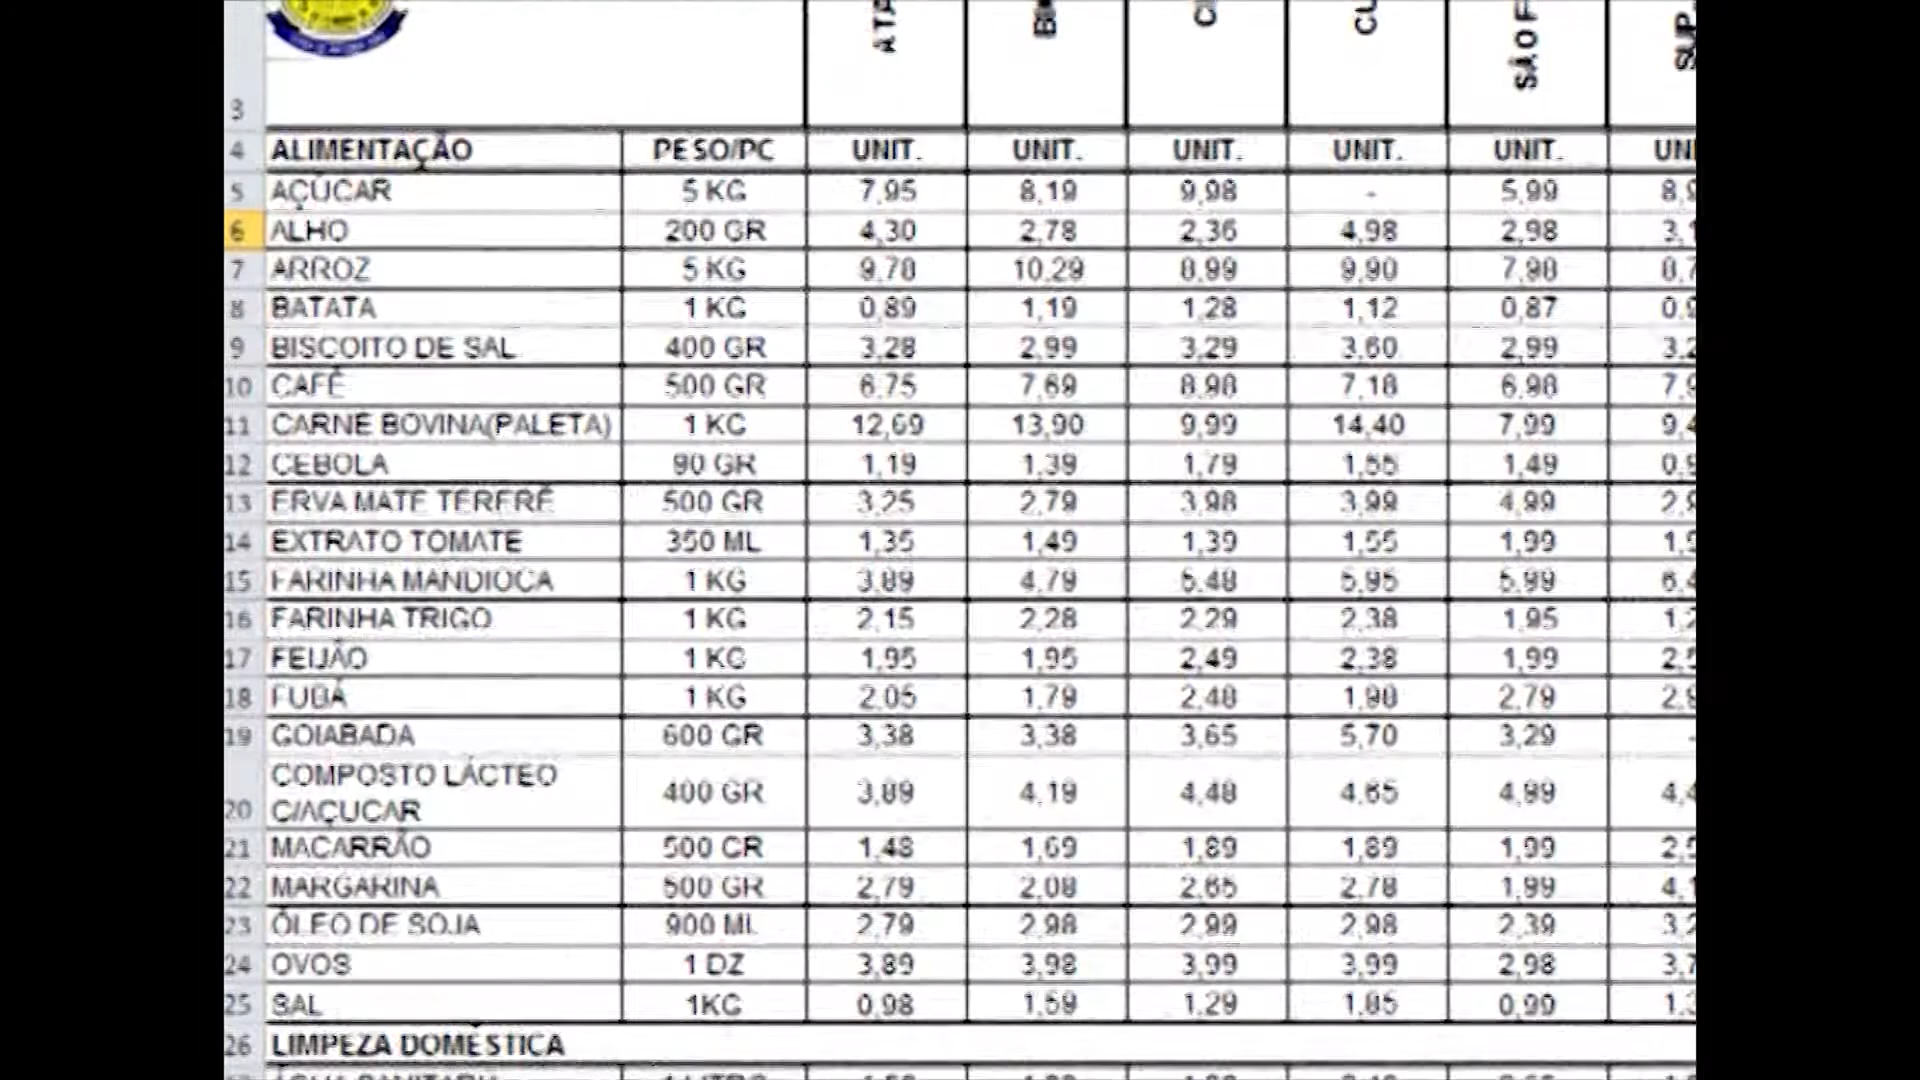 3
4 ALIMENTAÇÃO PESO/PC UNIT. UNIT. UNIT. UNIT. UNIT.
5 AÇÚCAR 5 KG 7,95 8,19 9,98 - 5,99
6 ALHO 200 GR 4,30 2,78 2,36 4,98 2,98
7 ARROZ 5 KG 9,78 10,29 8,99 9,90 7,98
8 BATATA 1 KG 0,89 1,19 1,28 1,12 0,87
9 BISCOITO DE SAL 400 GR 3,28 2,99 3,29 3,60 2,99
10 CAFÉ 500 GR 6,75 7,69 8,98 7,18 6,98
11 CARNE BOVINA(PALETA) 1 KG 12,69 13,90 9,99 14,40 7,99
12 CEBOLA 90 GR 1,19 1,39 1,79 1,55 1,49
13 ERVA MATE TERERÊ 500 GR 3,25 2,79 3,98 3,99 4,99
14 EXTRATO TOMATE 350 ML 1,35 1,49 1,39 1,55 1,99
15 FARINHA MANDIOCA 1 KG 3,89 4,79 5,48 5,95 5,99
16 FARINHA TRIGO 1 KG 2,15 2,28 2,29 2,38 1,95
17 FEIJÃO 1 KG 1,95 1,95 2,49 2,38 1,99
18 FUBÁ 1 KG 2,05 1,79 2,48 1,98 2,79
19 GOIABADA 600 GR 3,38 3,38 3,65 5,70 3,29
COMPOSTO LÁCTEO
20 C/AÇUCAR 400 GR 3,89 4,19 4,48 4,65 4,99
21 MACARRÃO 500 GR 1,48 1,69 1,89 1,89 1,99
22 MARGARINA 500 GR 2,79 2,08 2,65 2,78 1,99
23 ÓLEO DE SOJA 900 ML 2,79 2,98 2,99 2,98 2,39
24 OVOS 1 DZ 3,89 3,98 3,99 3,99 2,98
25 SAL 1KG 0,98 1,59 1,29 1,85 0,99
26 LIMPEZA DOMÉSTICA